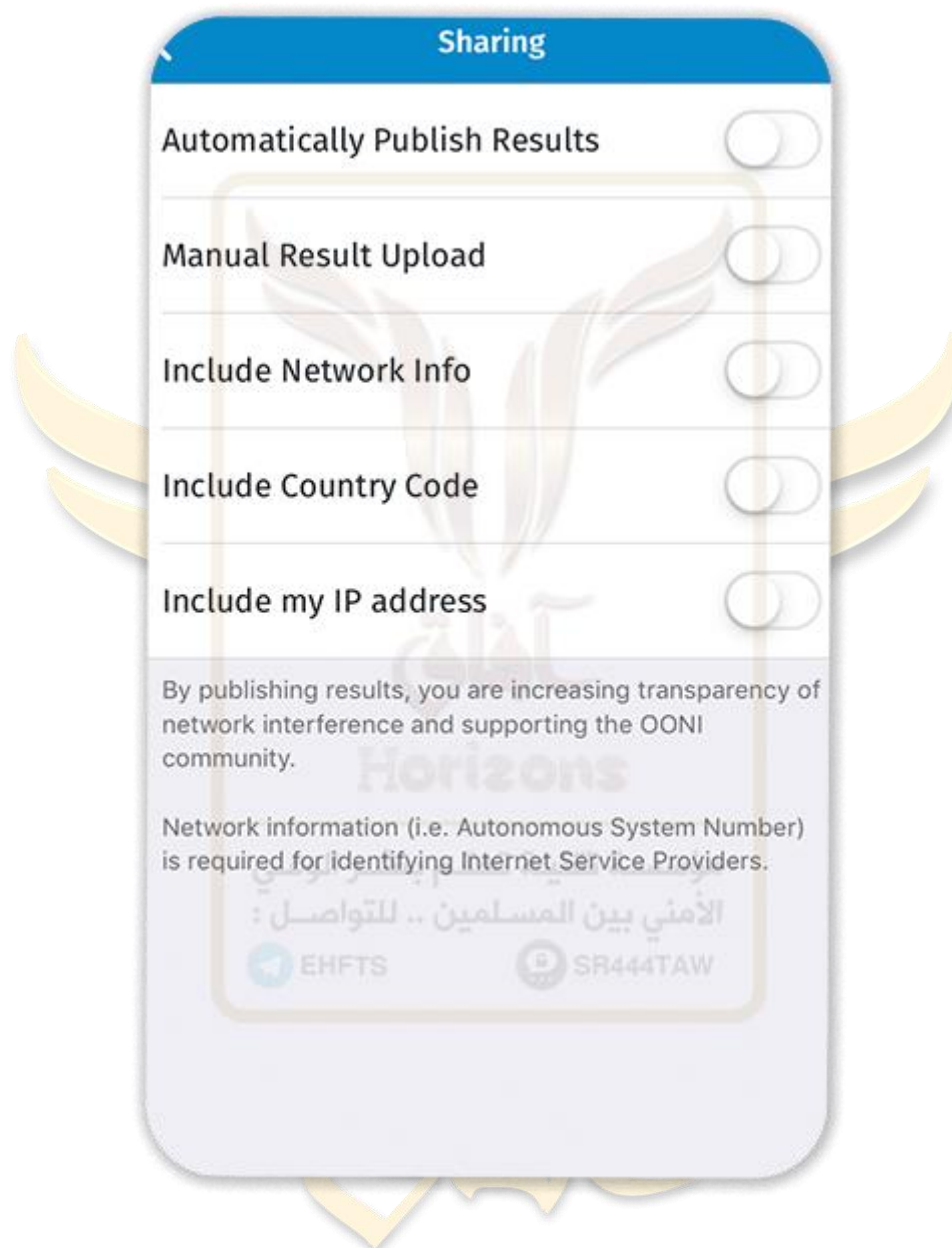 Sharing
Automatically Publish Results
Manual Result Upload
Include Network Info
Include Country Code
Include my IP address
آفاق
By publishing results, you are increasing transparency of
network interference and supporting the OONI
community.
Horizons
Network information (i.e. Autonomous System Number)
is required for identifying Internet Service Providers.
الأمني بين المسلمين .. للتواصل :
EHFTS
SR444TAW